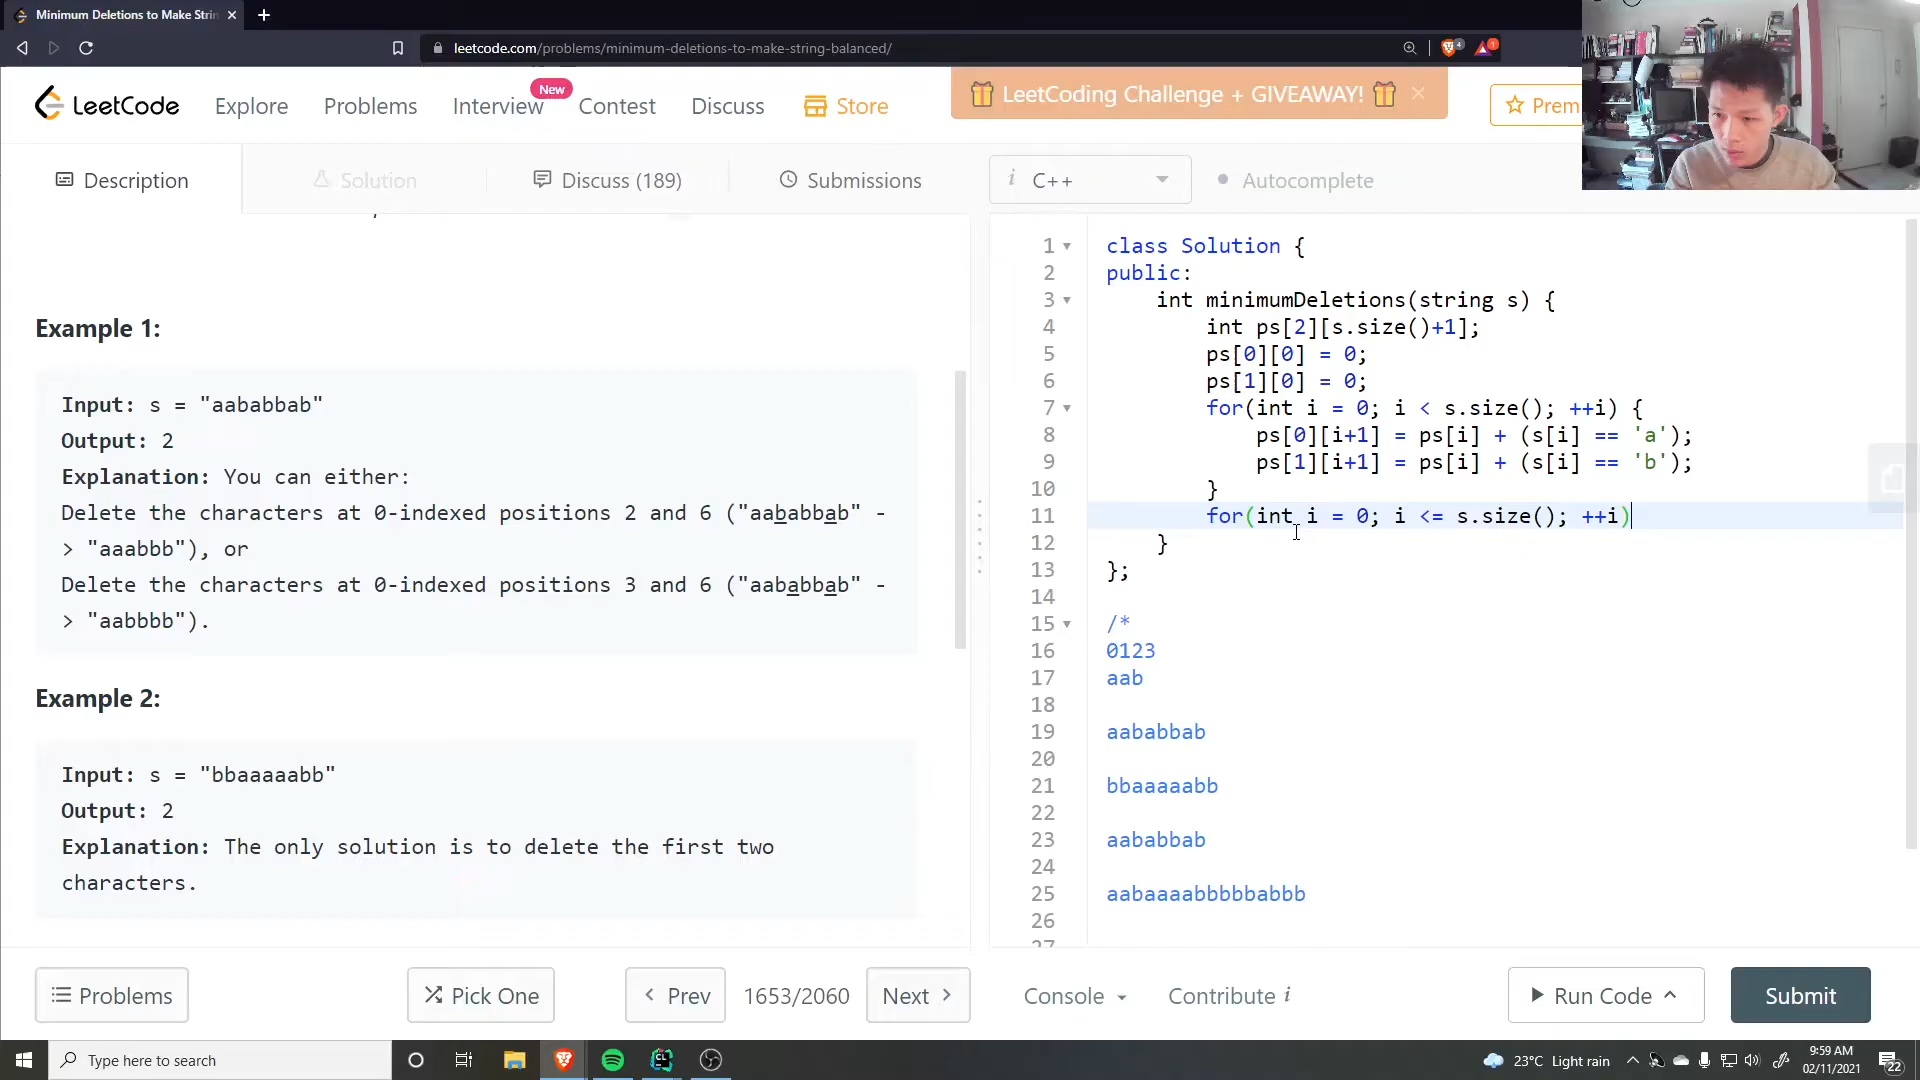 Minimum Deletions to Make Strin
leetcode.com/problems/minimum-deletions-to-make-string-balanced/
4
1
LeetCode
Explore
Problems
Interview
New
Contest
Discuss
Store
LeetCoding Challenge + GIVEAWAY!
Prem
Description
Solution
Discuss (189)
Submissions
i C++
Autocomplete
Example 1:
Input: s = "aababbab"
Output: 2
Explanation: You can either:
Delete the characters at 0-indexed positions 2 and 6 ("aababbab" -
> "aaabbb"), or
Delete the characters at 0-indexed positions 3 and 6 ("aababbab" -
> "aabbbb").
Example 2:
Input: s = "bbaaaaabb"
Output: 2
Explanation: The only solution is to delete the first two
characters.
1 class Solution {
2 public:
3 int minimumDeletions(string s) {
4 int ps[2][s.size()+1];
5 ps[0][0] = 0;
6 ps[1][0] = 0;
7 for(int i = 0; i < s.size(); ++i) {
8 ps[0][i+1] = ps[i] + (s[i] == 'a');
9 ps[1][i+1] = ps[i] + (s[i] == 'b');
10 }
11 for(int i = 0; i <= s.size(); ++i)
12 }
13 };
14
15 /*
16 0123
17 aab
18
19 aababbab
20
21 bbaaaaabb
22
23 aababbab
24
25 aabaaaabbbbbabbb
26
27
Problems
Pick One
Prev
1653/2060
Next
Console
Contribute i
Run Code
Submit
Type here to search
CL
23°C Light rain
9:59 AM
02/11/2021
22